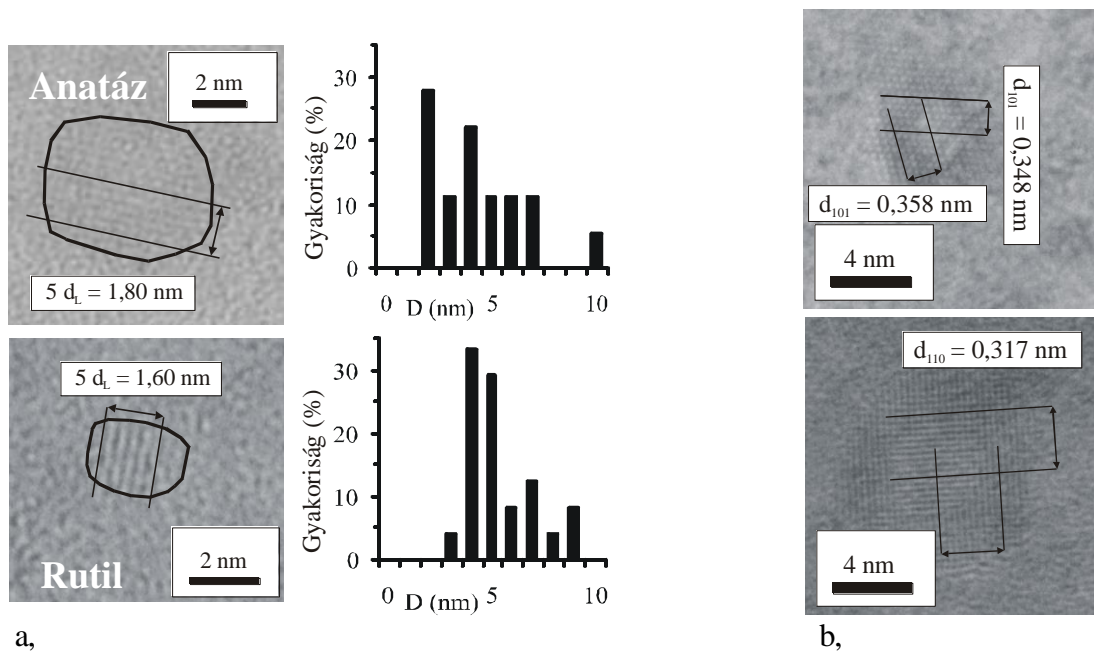 Anatáz
2 nm
5 d_L = 1,80 nm
Gyakoriság (%)
30
20
10
0
0 D (nm) 5 10
5 d_L = 1,60 nm
Rutil
2 nm
Gyakoriság (%)
30
20
10
0
0 D (nm) 5 10
a,
d₁₀₁ = 0,348 nm
d₁₀₁ = 0,358 nm
4 nm
d₁₁₀ = 0,317 nm
4 nm
b,